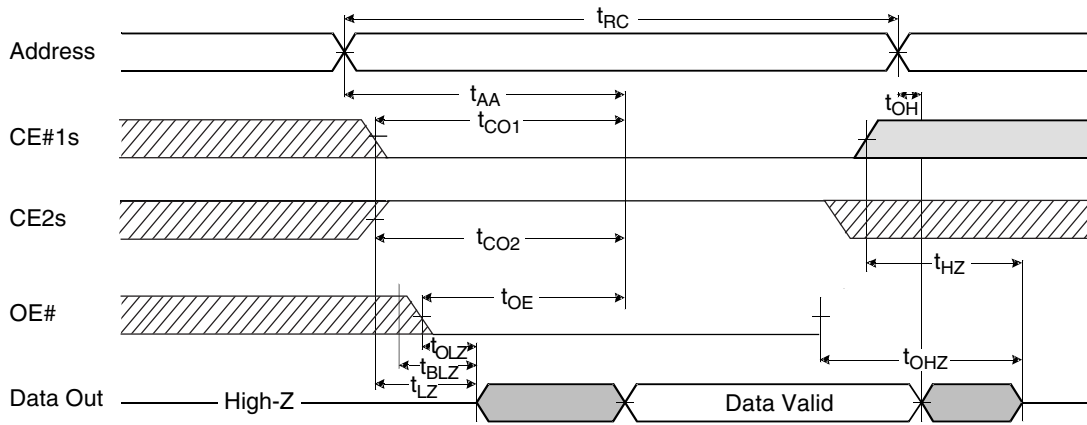 tRC
Address
tAA
tOH
tCO1
CE#1s
CE2s
tCO2
tHZ
tOE
OE#
tOLZ
tOHZ
tBLZ
tLZ
Data Out High-Z Data Valid